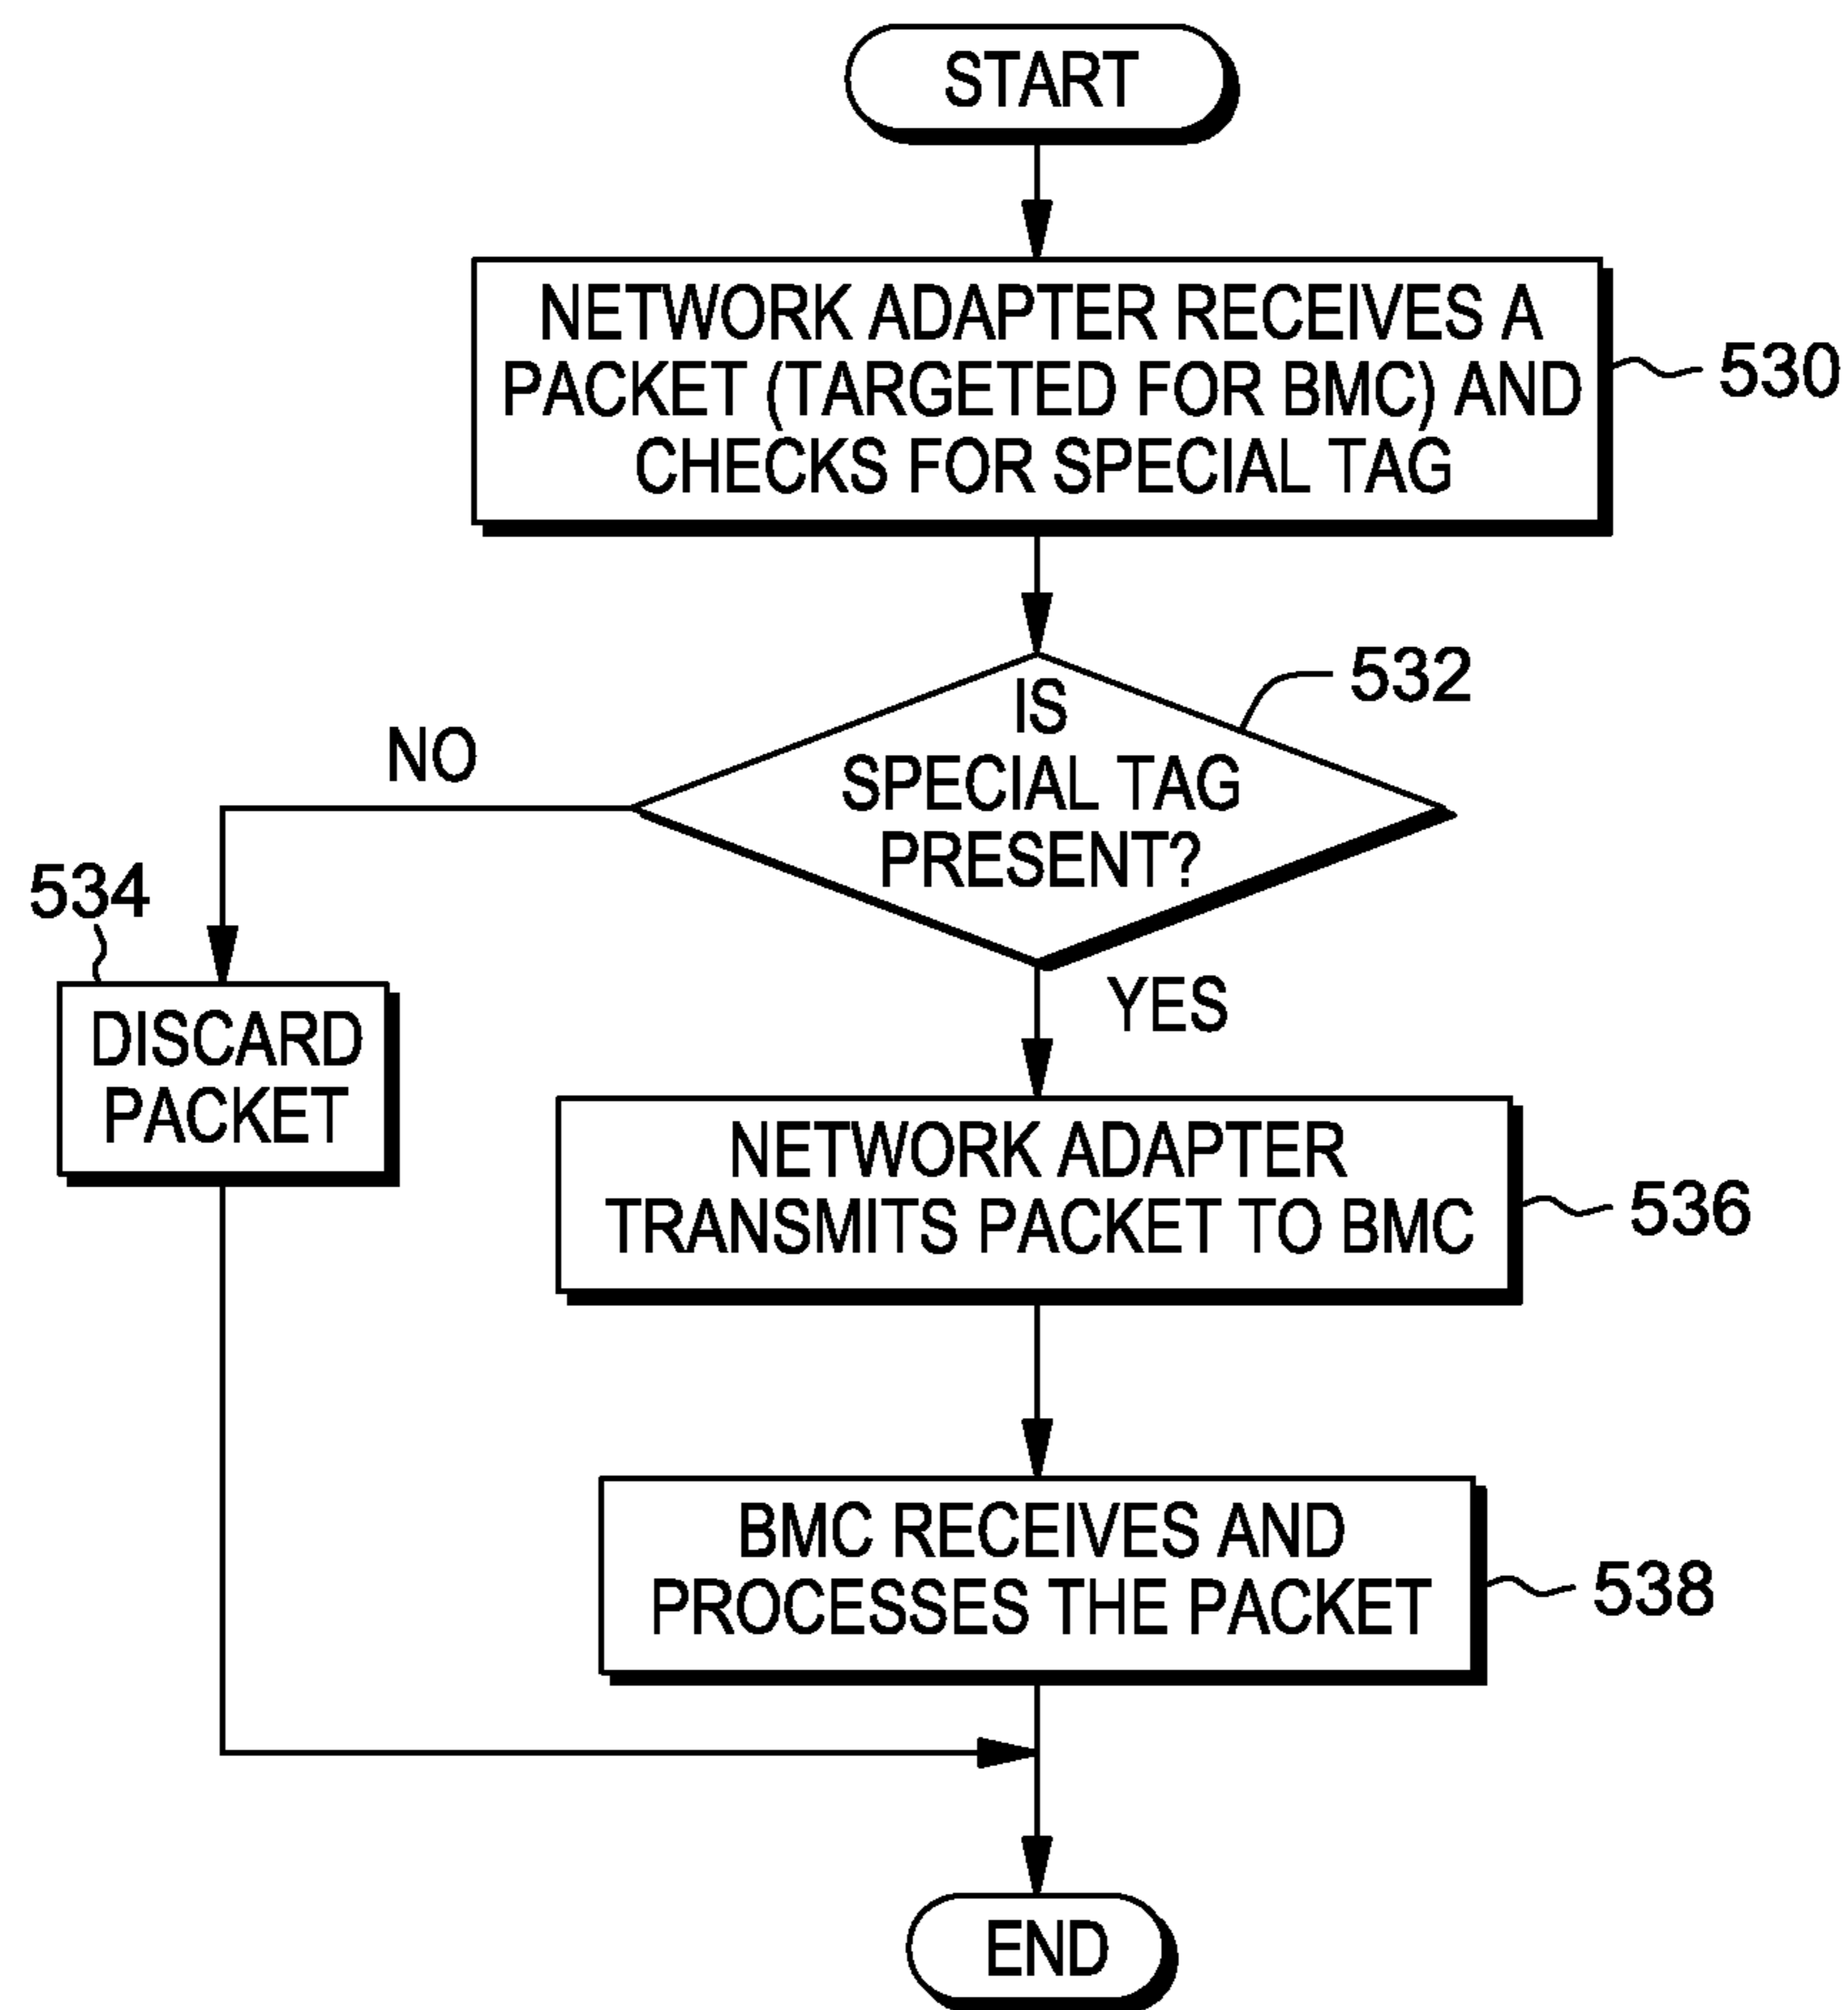 START
NETWORK ADAPTER RECEIVES A
PACKET (TARGETED FOR BMC) AND
CHECKS FOR SPECIAL TAG
530
IS
SPECIAL TAG
PRESENT?
532
NO
534
DISCARD
PACKET
YES
NETWORK ADAPTER
TRANSMITS PACKET TO BMC
536
BMC RECEIVES AND
PROCESSES THE PACKET
538
END